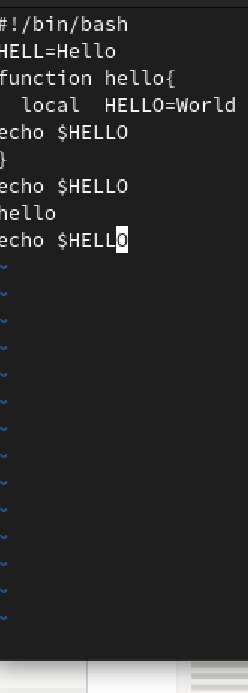 #!/bin/bash
HELL=Hello
function hello{
  local  HELLO=World
echo $HELLO
}
echo $HELLO
hello
echo $HELLO
~
~
~
~
~
~
~
~
~
~
~
~
~
~